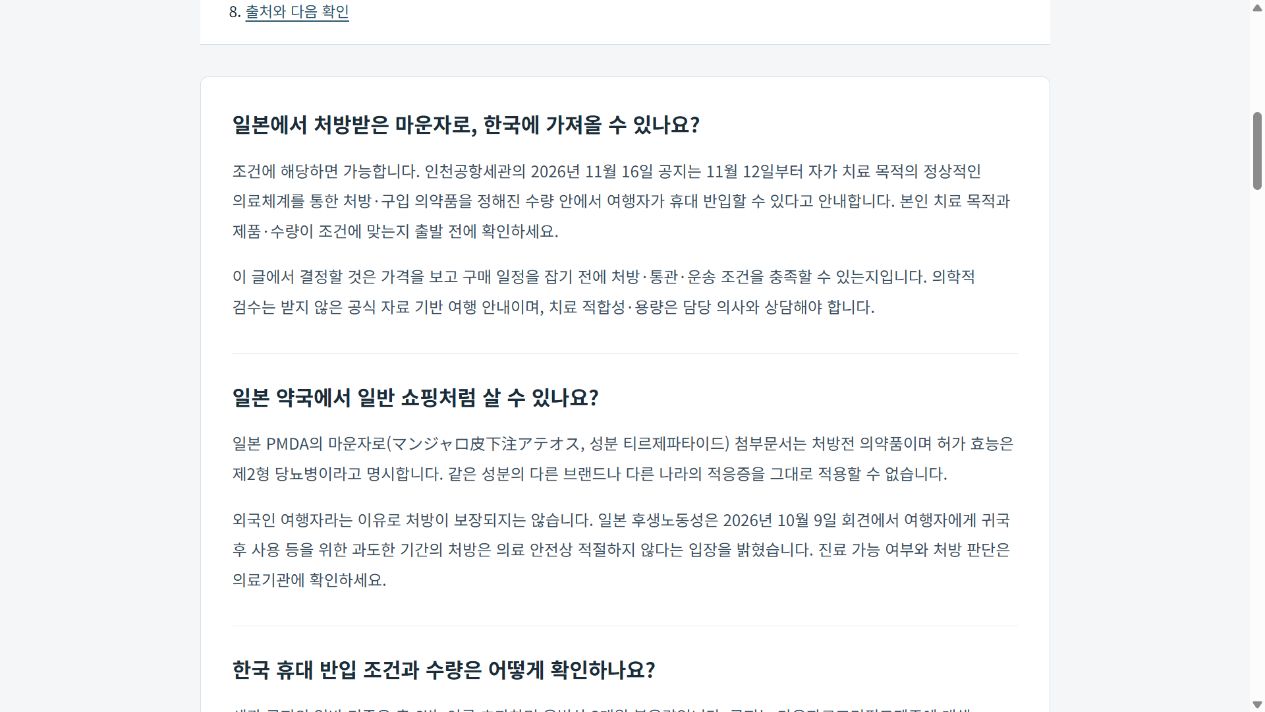 8. 출처와 다음 확인
일본에서 처방받은 마운자로, 한국에 가져올 수 있나요?
조건에 해당하면 가능합니다. 인천공항세관의 2026년 11월 16일 공지는 11월 12일부터 자가 치료 목적의 정상적인
의료체계를 통한 처방·구입 의약품을 정해진 수량 안에서 여행자가 휴대 반입할 수 있다고 안내합니다. 본인 치료 목적과
제품·수량이 조건에 맞는지 출발 전에 확인하세요.
이 글에서 결정할 것은 가격을 보고 구매 일정을 잡기 전에 처방·통관·운송 조건을 충족할 수 있는지입니다. 의학적
검수는 받지 않은 공식 자료 기반 여행 안내이며, 치료 적합성·용량은 담당 의사와 상담해야 합니다.
일본 약국에서 일반 쇼핑처럼 살 수 있나요?
일본 PMDA의 마운자로(マンジャロ皮下注アテオス, 성분 티르제파타이드) 첨부문서는 처방전 의약품이며 허가 효능은
제2형 당뇨병이라고 명시합니다. 같은 성분의 다른 브랜드나 다른 나라의 적응증을 그대로 적용할 수 없습니다.
외국인 여행자라는 이유로 처방이 보장되지는 않습니다. 일본 후생노동성은 2026년 10월 9일 회견에서 여행자에게 귀국
후 사용 등을 위한 과도한 기간의 처방은 의료 안전상 적절하지 않다는 입장을 밝혔습니다. 진료 가능 여부와 처방 판단은
의료기관에 확인하세요.
한국 휴대 반입 조건과 수량은 어떻게 확인하나요?